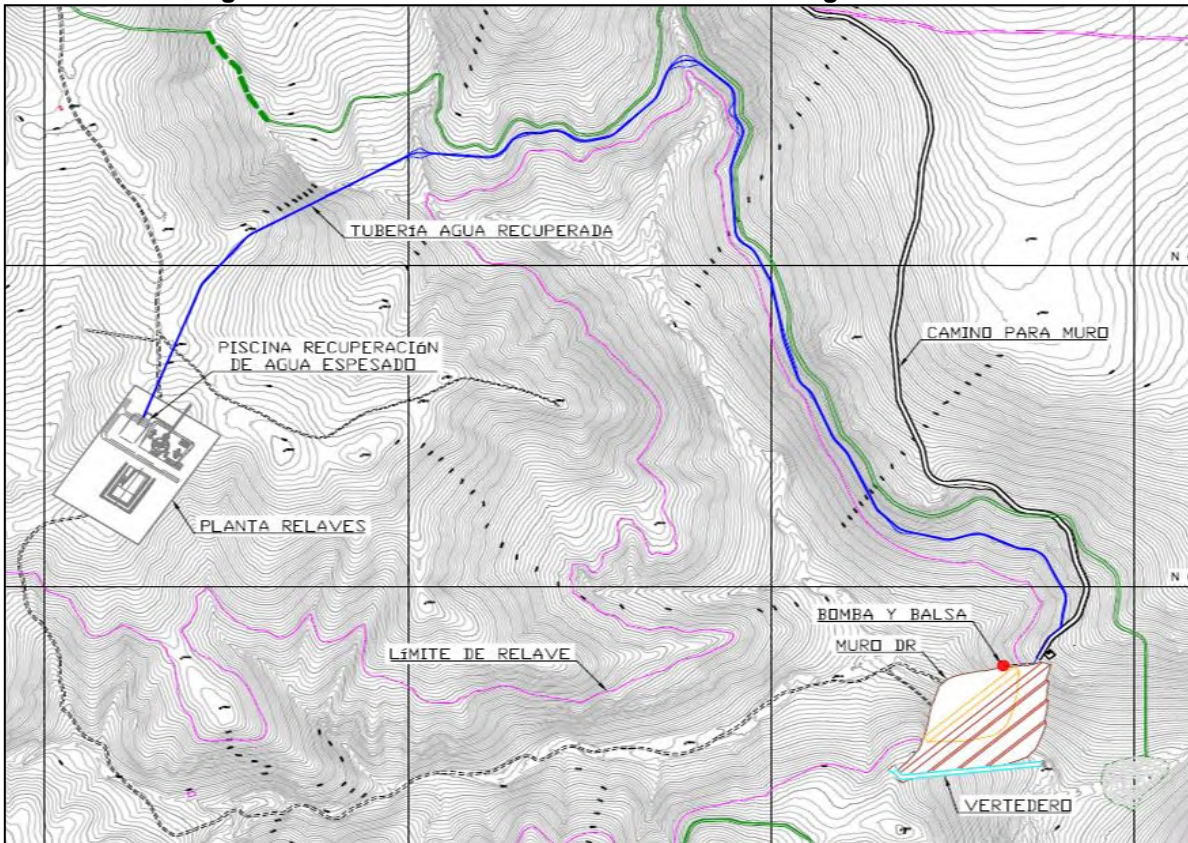 TUBERÍA AGUA RECUPERADA
N
CAMINO PARA MURO
PISCINA RECUPERACIÓN
DE AGUA ESPESADO
PLANTA RELAVES
N
BOMBA Y BALSA
MURO DR
LÍMITE DE RELAVE
VERTEDERO